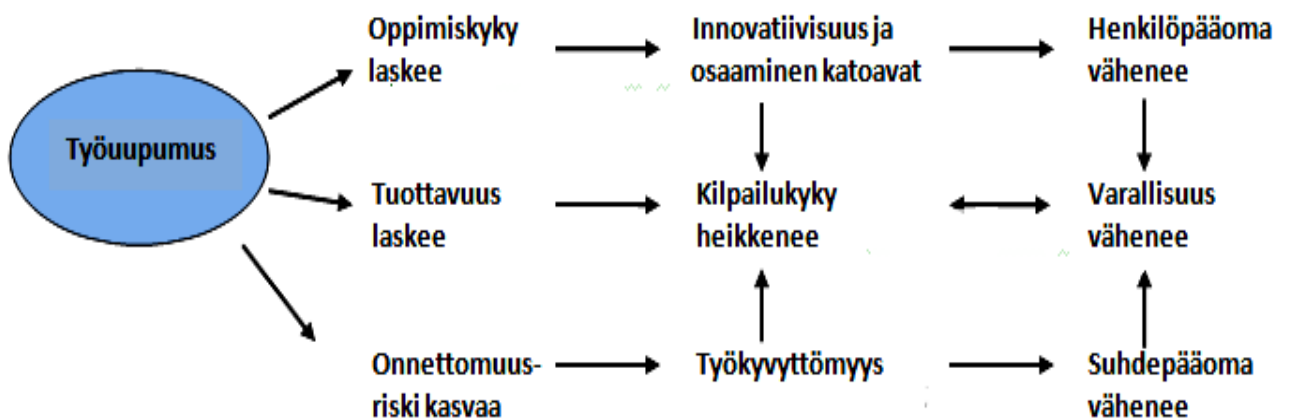 Työuupumus
Oppimiskyky
laskee
Innovatiivisuus ja
osaaminen katoavat
Henkilöpääoma
vähenee
Tuottavuus
laskee
Kilpailukyky
heikkenee
Varallisuus
vähenee
Onnettomuus-
riski kasvaa
Työkyvyttömyys
Suhdepääoma
vähenee